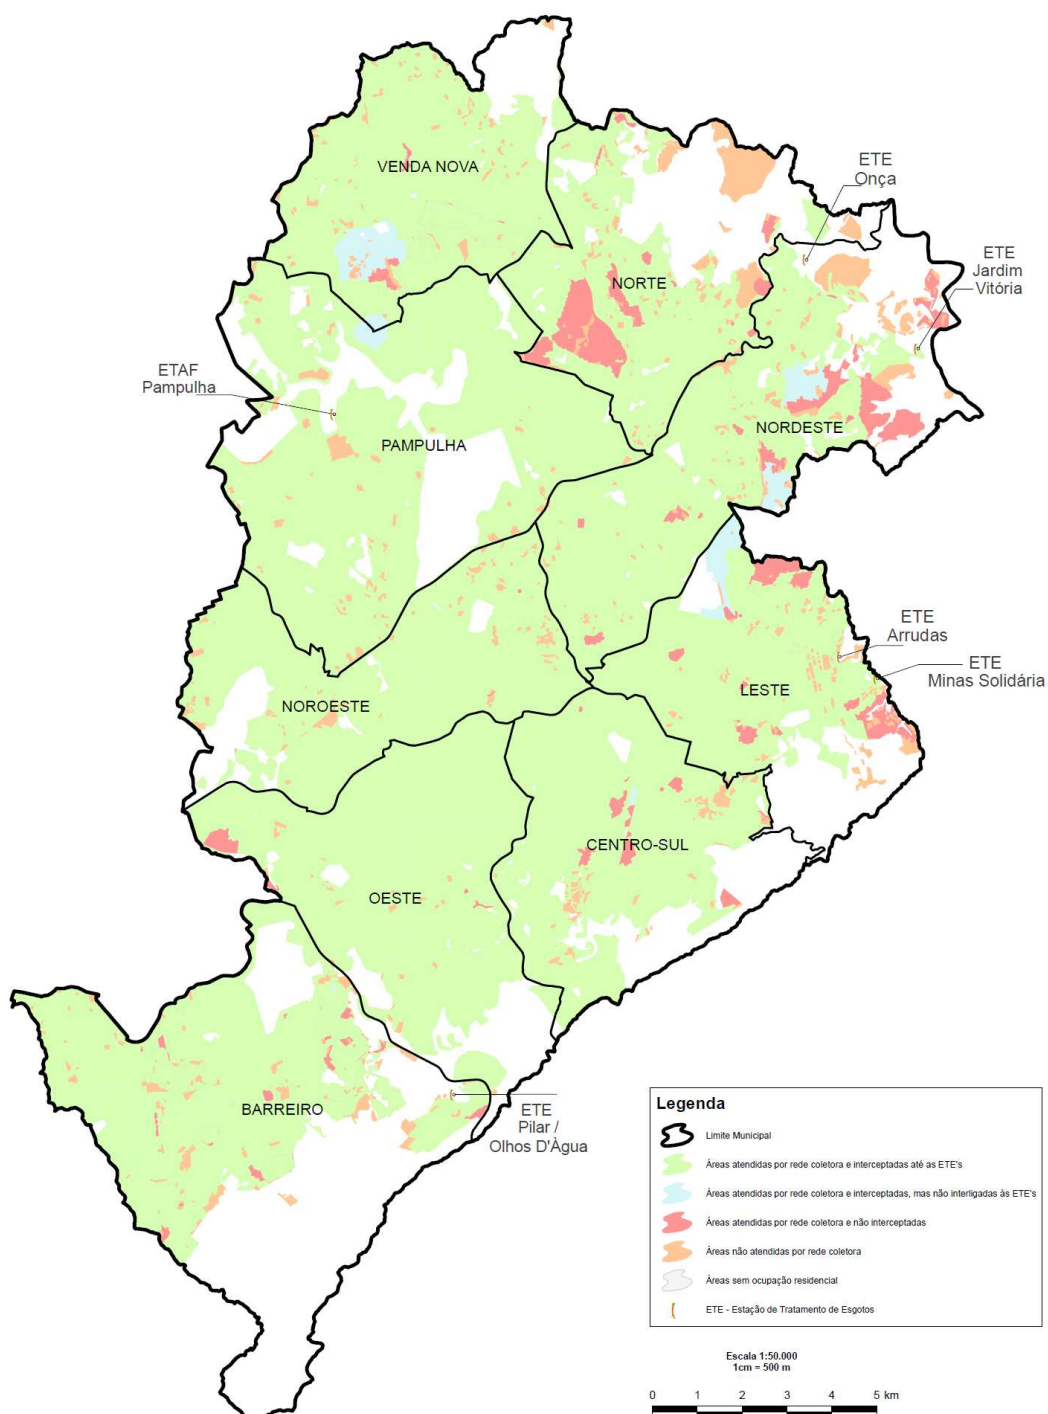 ETE
Onça
VENDA NOVA
ETE
Jardim
Vitória
NORTE
ETAF
Pampulha
NORDESTE
PAMPULHA
ETE
Arrudas
ETE
Minas Solidária
LESTE
NOROESTE
CENTRO-SUL
OESTE
BARREIRO
ETE
Pilar /
Olhos D'Àgua
Legenda
Limite Municipal
Áreas atendidas por rede coletora e interceptadas até as ETE's
Áreas atendidas por rede coletora e interceptadas, mas não interligadas às ETE's
Áreas atendidas por rede coletora e não interceptadas
Áreas não atendidas por rede coletora
Áreas sem ocupação residencial
ETE - Estação de Tratamento de Esgotos
Escala 1:50.000
1cm = 500 m
0 1 2 3 4 5 km